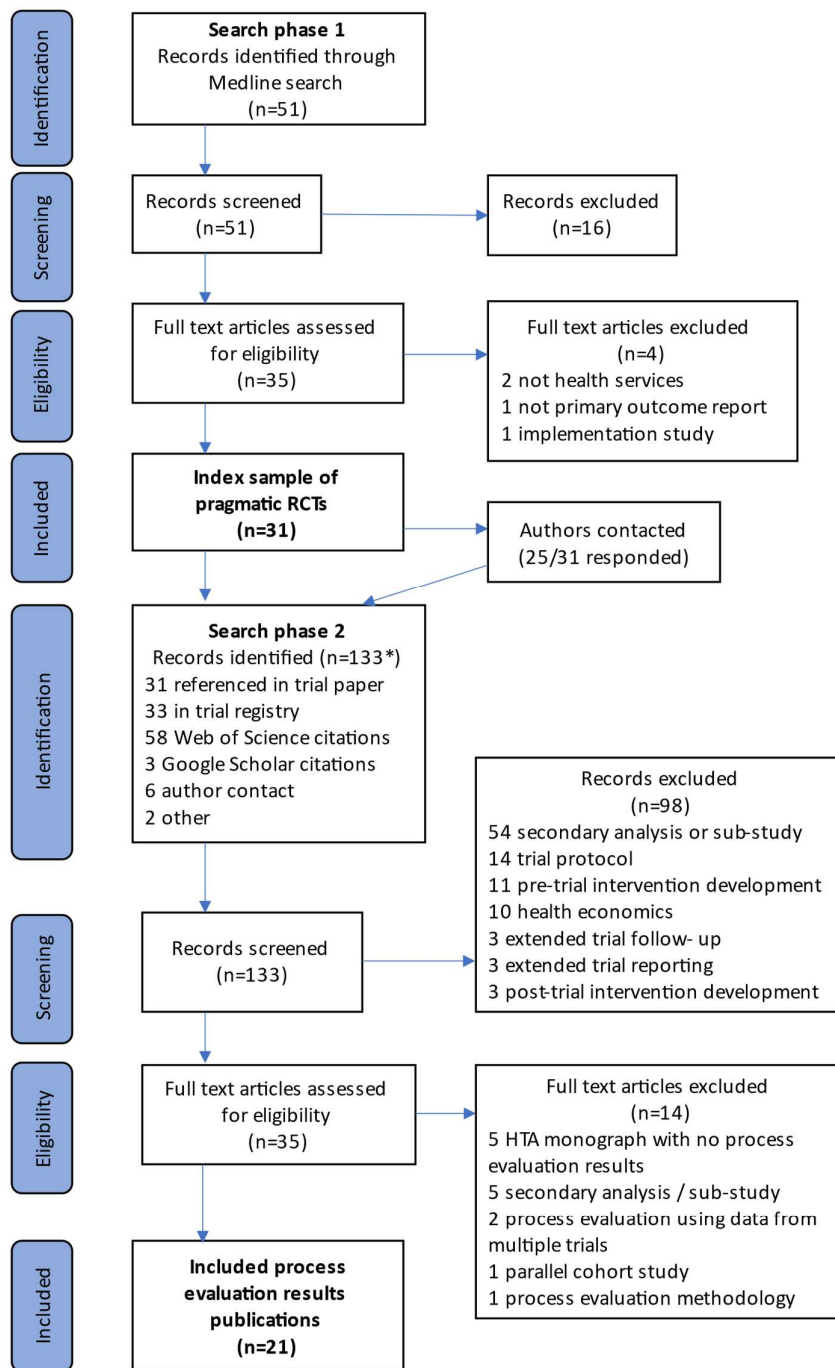 Identification
Search phase 1
Records identified through
Medline search
(n=51)
Screening
Records screened
(n=51)
Records excluded
(n=16)
Eligibility
Full text articles assessed
for eligibility
(n=35)
Full text articles excluded
(n=4)
2 not health services
1 not primary outcome report
1 implementation study
Included
Index sample of
pragmatic RCTs
(n=31)
Authors contacted
(25/31 responded)
Identification
Search phase 2
Records identified (n=133*)
31 referenced in trial paper
33 in trial registry
58 Web of Science citations
3 Google Scholar citations
6 author contact
2 other
Records excluded
(n=98)
54 secondary analysis or sub-study
14 trial protocol
11 pre-trial intervention development
10 health economics
3 extended trial follow- up
3 extended trial reporting
3 post-trial intervention development
Screening
Records screened
(n=133)
Eligibility
Full text articles assessed
for eligibility
(n=35)
Full text articles excluded
(n=14)
5 HTA monograph with no process
evaluation results
5 secondary analysis / sub-study
2 process evaluation using data from
multiple trials
1 parallel cohort study
1 process evaluation methodology
Included
Included process
evaluation results
publications
(n=21)